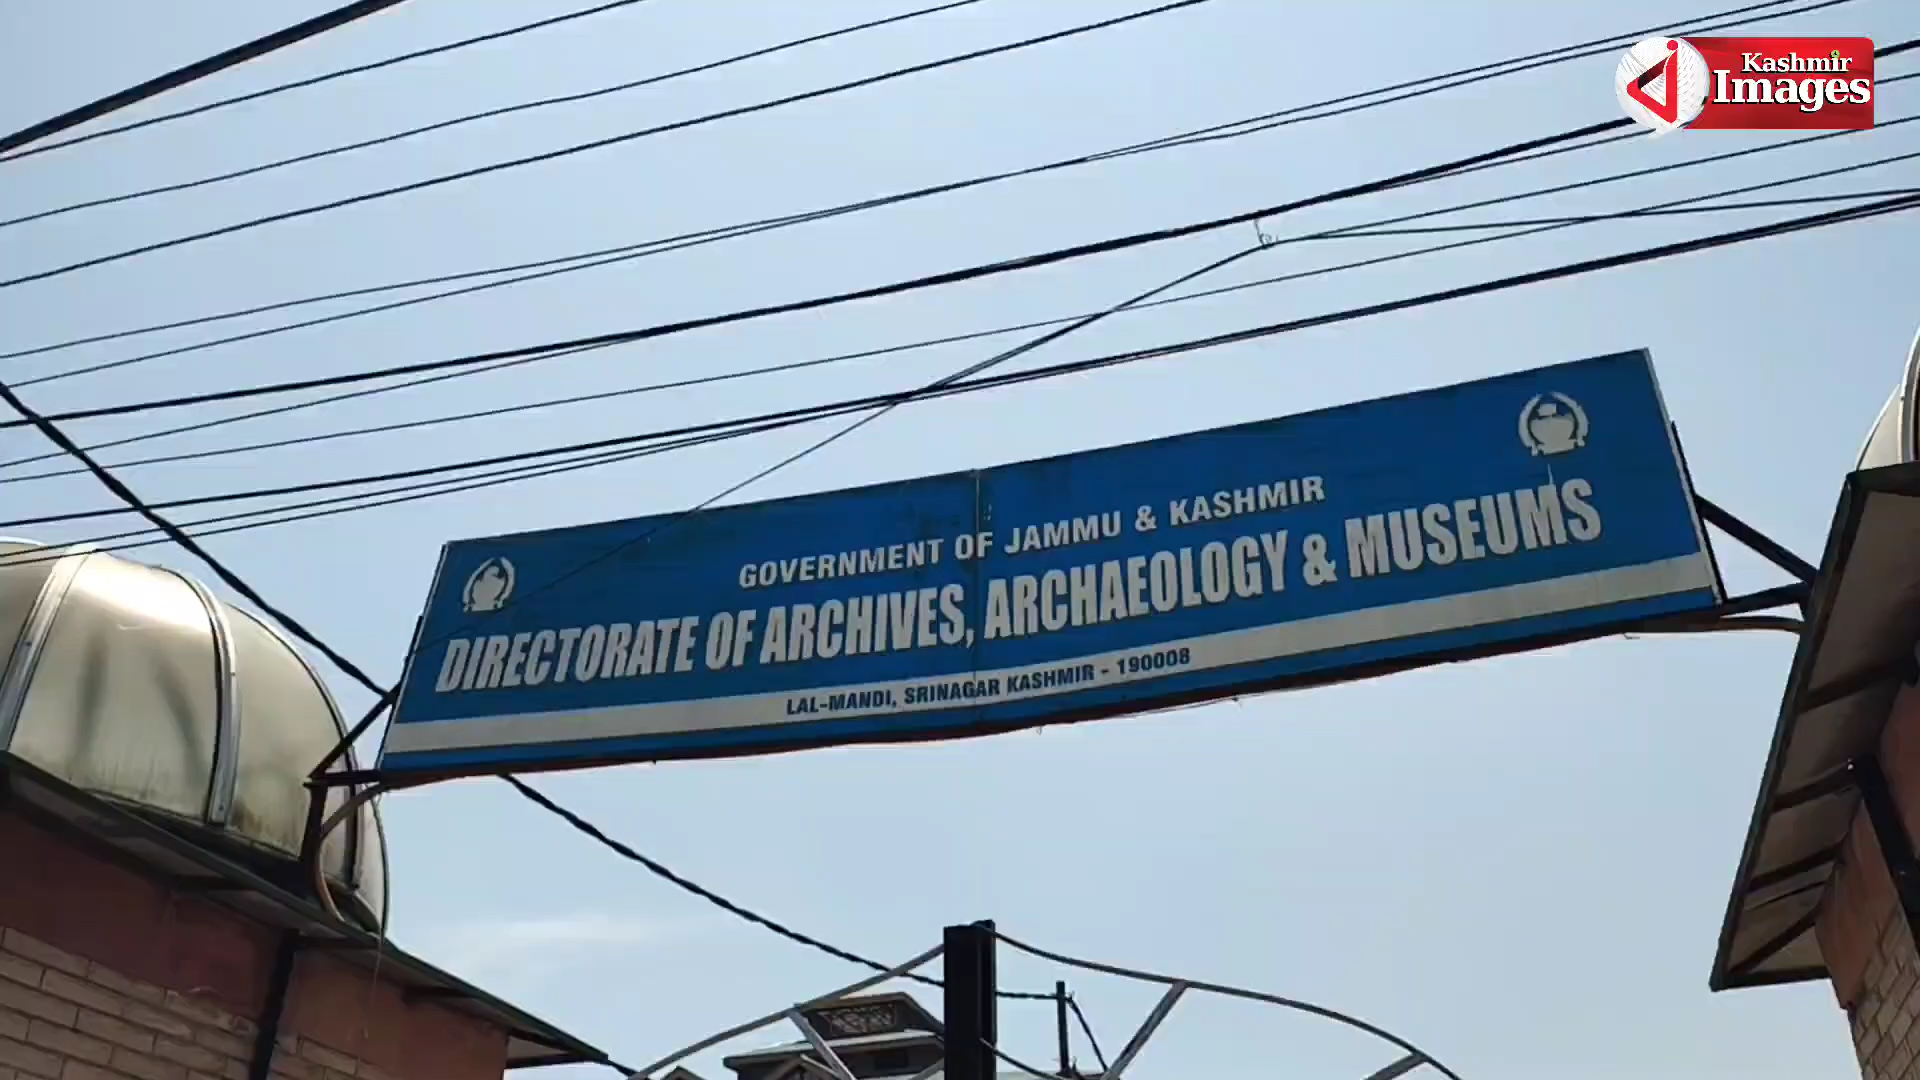 Kashmir
Images
GOVERNMENT OF JAMMU & KASHMIR
DIRECTORATE OF ARCHIVES, ARCHAEOLOGY & MUSEUMS
LAL-MANDI, SRINAGAR KASHMIR - 190008